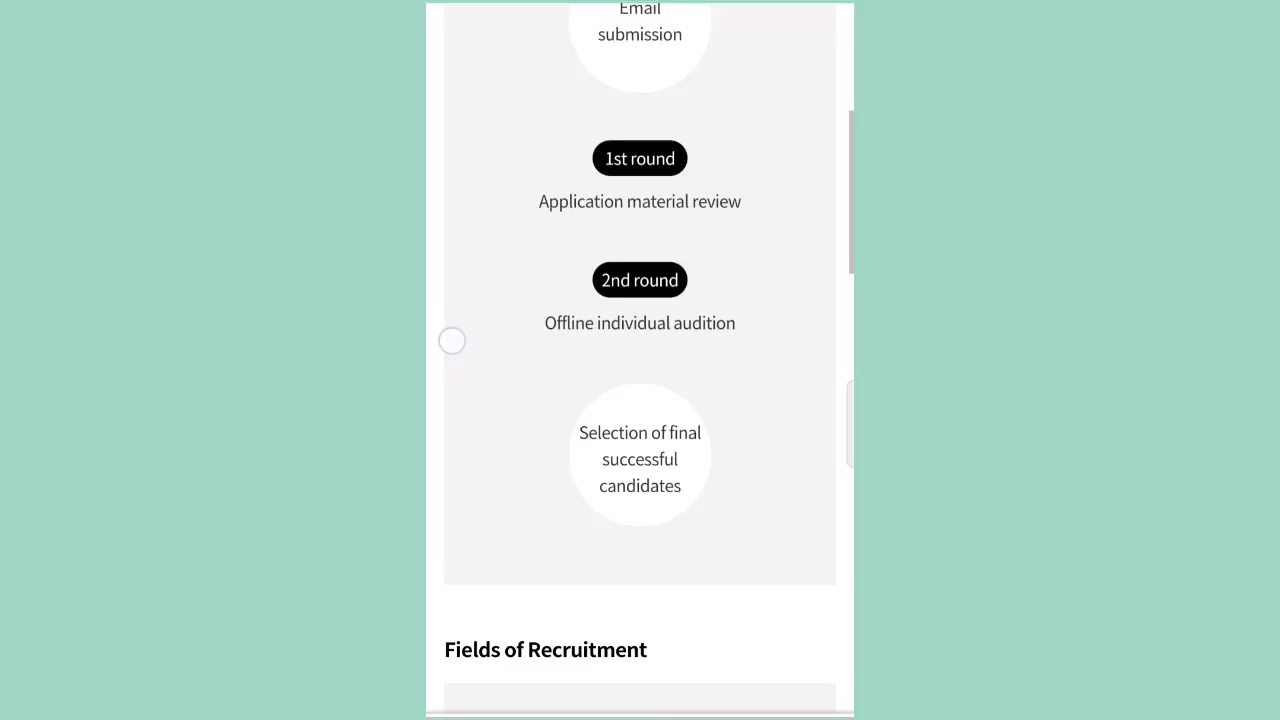 Email
submission
1st round
Application material review
2nd round
Offline individual audition
Selection of final
successful
candidates
Fields of Recruitment